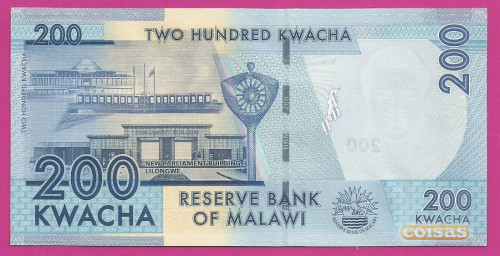 200
TWO HUNDRED KWACHA
200
TWO HUNDRED KWACHA
NEW PARLIAMENT BUILDING
LILONGWE
200
KWACHA
RESERVE BANK
OF MALAWI
200
200
KWACHA
coisas